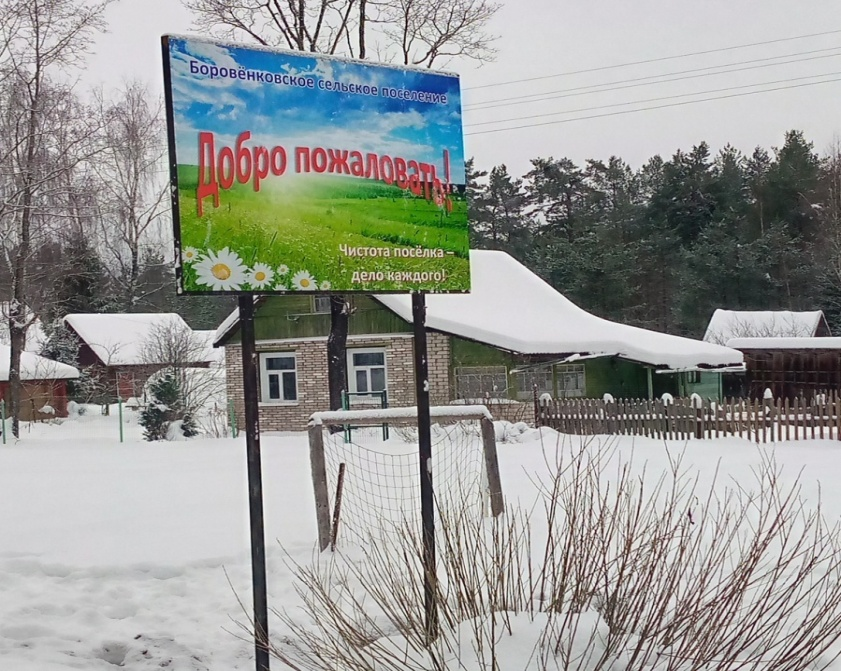 Боровёнковское сельское поселение
Добро пожаловать!
Чистота посёлка –
дело каждого!